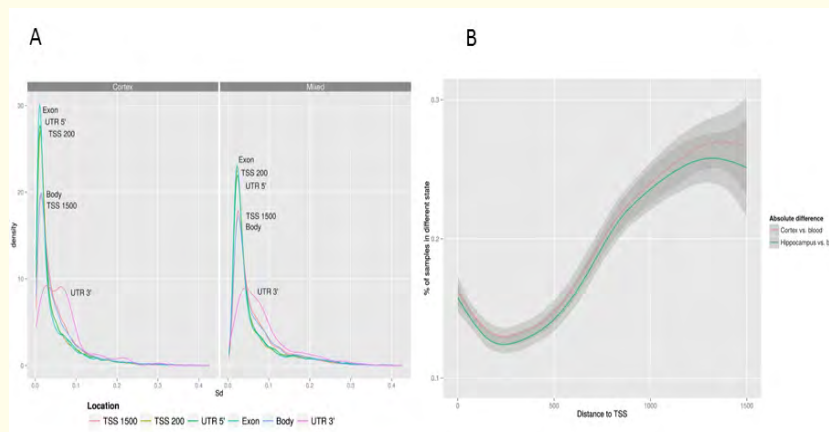 A
B
Cortex
Mixed
Exon
UTR 5'
TSS 200
Body
TSS 1500
UTR 3'
Exon
TSS 200
UTR 5'
TSS 1500
Body
UTR 3'
density
30
20
10
0
0.0 0.1 0.2 0.3 0.4 0.0 0.1 0.2 0.3 0.4
Sd
Location
TSS 1500 TSS 200 UTR 5' Exon Body UTR 3'
% of samples in different state
0.3
0.2
0.1
0 500 1000 1500
Distance to TSS
Absolute difference
Cortex vs. blood
Hippocampus vs. b